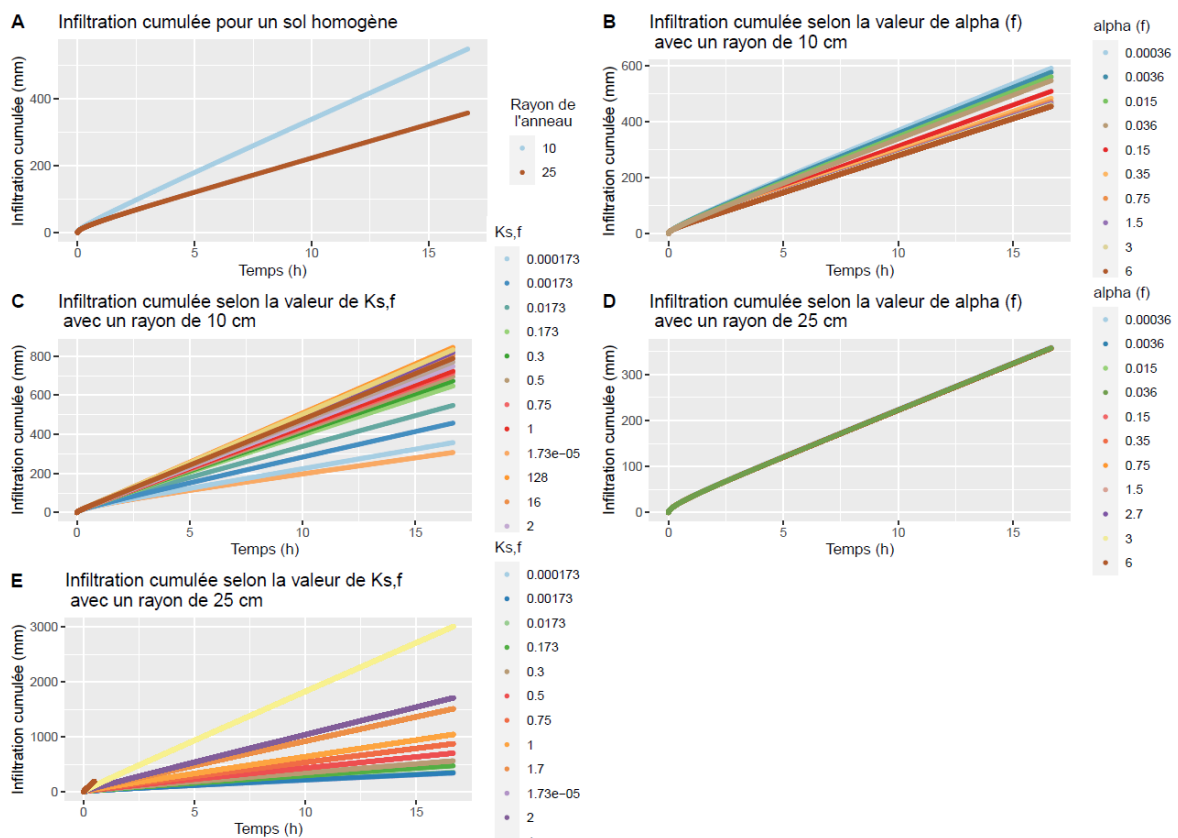 A Infiltration cumulée pour un sol homogène
Infiltration cumulée (mm)
400
200
0
0 5 10 15
Temps (h)
Rayon de
l'anneau
10
25
B Infiltration cumulée selon la valeur de alpha (f)
avec un rayon de 10 cm
Infiltration cumulée (mm)
600
400
200
0
0 5 10 15
Temps (h)
alpha (f)
0.00036
0.0036
0.015
0.036
0.15
0.35
0.75
1.5
3
6
C Infiltration cumulée selon la valeur de Ks,f
avec un rayon de 10 cm
Infiltration cumulée (mm)
800
600
400
200
0
0 5 10 15
Temps (h)
Ks,f
0.000173
0.00173
0.0173
0.173
0.3
0.5
0.75
1
1.73e−05
128
16
2
D Infiltration cumulée selon la valeur de alpha (f)
avec un rayon de 25 cm
Infiltration cumulée (mm)
300
200
100
0
0 5 10 15
Temps (h)
alpha (f)
0.00036
0.0036
0.015
0.036
0.15
0.35
0.75
1.5
2.7
3
6
E Infiltration cumulée selon la valeur de Ks,f
avec un rayon de 25 cm
Infiltration cumulée (mm)
3000
2000
1000
0
0 5 10 15
Temps (h)
Ks,f
0.000173
0.00173
0.0173
0.173
0.3
0.5
0.75
1
1.7
1.73e−05
2